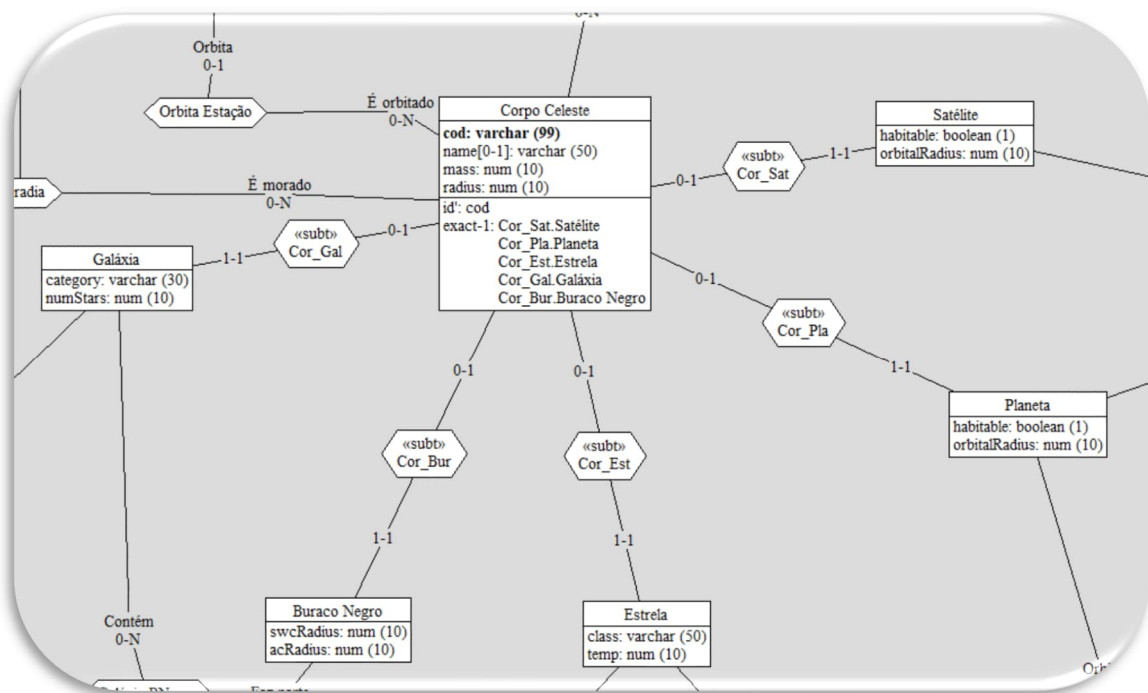 Orbita
0-1
0-N
Orbita Estação
É orbitado
0-N
Corpo Celeste
cod: varchar (99)
name[0-1]: varchar (50)
mass: num (10)
radius: num (10)
id': cod
exact-1: Cor_Sat.Satélite
Cor_Pla.Planeta
Cor_Est.Estrela
Cor_Gal.Galáxia
Cor_Bur.Buraco Negro
Satélite
habitable: boolean (1)
orbitalRadius: num (10)
«subt»
Cor_Sat
0-1
1-1
radia
É morado
0-N
«subt»
Cor_Gal
0-1
1-1
Galáxia
category: varchar (30)
numStars: num (10)
0-1
«subt»
Cor_Pla
1-1
Planeta
habitable: boolean (1)
orbitalRadius: num (10)
0-1
0-1
«subt»
Cor_Bur
«subt»
Cor_Est
1-1
1-1
Buraco Negro
swcRadius: num (10)
acRadius: num (10)
Estrela
class: varchar (50)
temp: num (10)
Contém
0-N